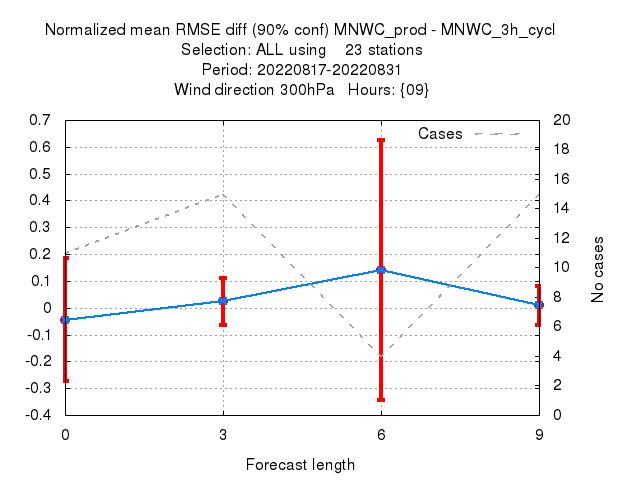 Normalized mean RMSE diff (90% conf) MNWC_prod - MNWC_3h_cycl
Selection: ALL using    23 stations
Period: 20220817-20220831
Wind direction 300hPa   Hours: {09}
Cases
0.7
0.6
0.5
0.4
0.3
0.2
0.1
0
-0.1
-0.2
-0.3
-0.4
20
18
16
14
12
10
8
6
4
2
0
No cases
0 3 6 9
Forecast length